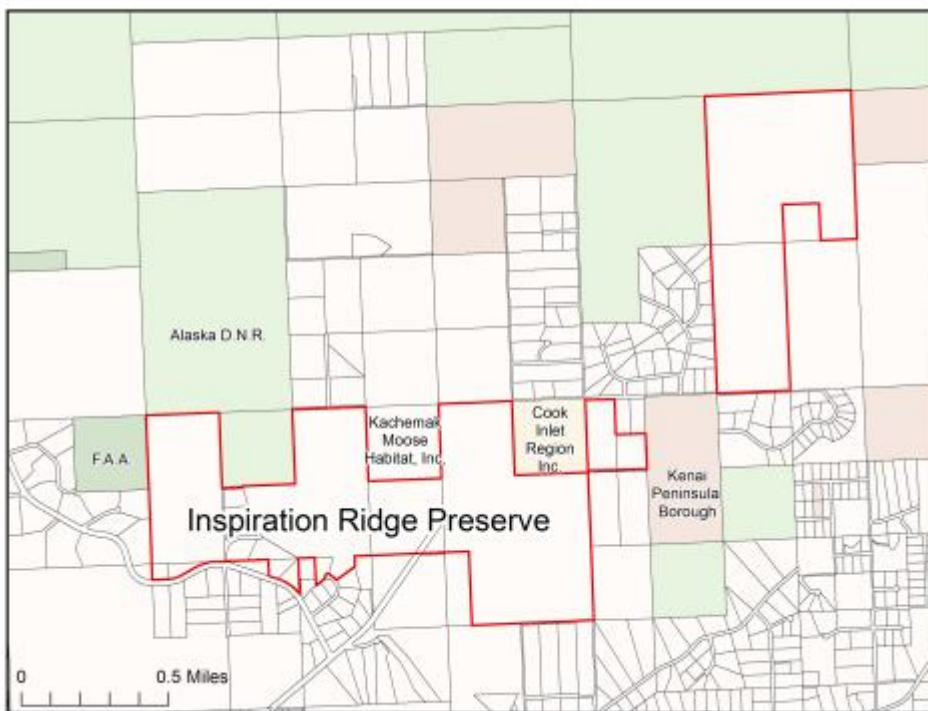 Alaska D.N.R.
Kachemak
Moose
Habitat, Inc.
Cook
Inlet
Region
Inc.
F.A.A.
Kenai
Peninsula
Borough
Inspiration Ridge Preserve
0
0.5 Miles